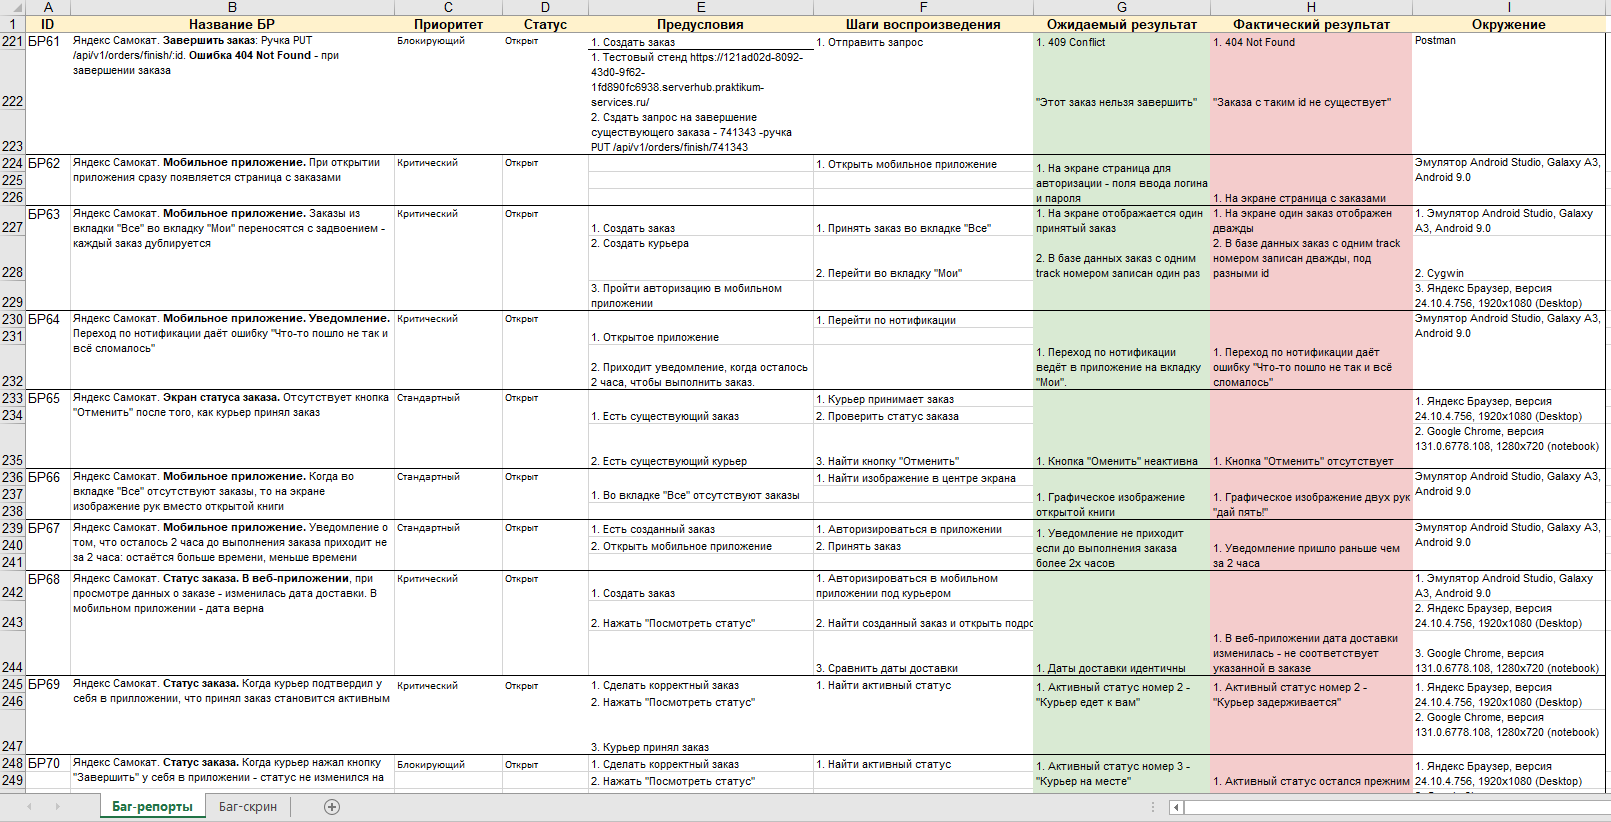 A B C D E F G H I
1 ID Название БР Приоритет Статус Предусловия Шаги воспроизведения Ожидаемый результат Фактический результат Окружение
221 БР61 Яндекс Самокат. Завершить заказ: Ручка PUT
/api/v1/orders/finish/:id. Ошибка 404 Not Found - при
завершении заказа
Блокирующий
Открыт
1. Создать заказ
1. Тестовый стенд https://121ad02d-8092-
43d0-9f62-
1fd890fc6938.serverhub.praktikum-
services.ru/
2. Сздать запрос на завершение
существующего заказа - 741343 -ручка
PUT /api/v1/orders/finish/741343
1. Отправить запрос
1. 409 Conflict
"Этот заказ нельзя завершить"
1. 404 Not Found
"Заказа с таким id не существует"
Postman
222
223
224 БР62 Яндекс Самокат. Мобильное приложение. При открытии
приложения сразу появляется страница с заказами
Критический
Открыт
1. Открыть мобильное приложение
1. На экране страница для
авторизации - поля ввода логина
и пароля
1. На экране страница с заказами
Эмулятор Android Studio, Galaxy A3,
Android 9.0
225
226
227 БР63 Яндекс Самокат. Мобильное приложение. Заказы из
вкладки "Все" во вкладку "Мои" переносятся с задвоением -
каждый заказ дублируется
Критический
Открыт
1. Создать заказ
2. Создать курьера
3. Пройти авторизацию в мобильном
приложении
1. Принять заказ во вкладке "Все"
2. Перейти во вкладку "Мои"
1. На экране отображается один
принятый заказ
2. В базе данных заказ с одним
track номером записан один раз
1. На экране один заказ отображен
дважды
2. В базе данных заказ с одним track
номером записан дважды, под
разными id
1. Эмулятор Android Studio, Galaxy
A3, Android 9.0
2. Cygwin
3. Яндекс Браузер, версия
24.10.4.756, 1920x1080 (Desktop)
228
229
230 БР64 Яндекс Самокат. Мобильное приложение. Уведомление.
Переход по нотификации даёт ошибку "Что-то пошло не так и
всё сломалось"
Критический
Открыт
1. Открытое приложение
2. Приходит уведомление, когда осталось
2 часа, чтобы выполнить заказ.
1. Перейти по нотификации
1. Переход по нотификации
ведёт в приложение на вкладку
"Мои".
1. Переход по нотификации даёт
ошибку "Что-то пошло не так и всё
сломалось"
Эмулятор Android Studio, Galaxy A3,
Android 9.0
231
232
233 БР65 Яндекс Самокат. Экран статуса заказа. Отсутствует кнопка
"Отменить" после того, как курьер принял заказ
Стандартный
Открыт
1. Есть существующий заказ
2. Есть существующий курьер
1. Курьер принимает заказ
2. Проверить статус заказа
3. Найти кнопку "Отменить"
1. Кнопка "Оменить" неактивна
1. Кнопка "Отменить" отсутствует
1. Яндекс Браузер, версия
24.10.4.756, 1920x1080 (Desktop)
2. Google Chrome, версия
131.0.6778.108, 1280x720 (notebook)
234
235
236 БР66 Яндекс Самокат. Мобильное приложение. Когда во
вкладке "Все" отсутствуют заказы, то на экране
изображение рук вместо открытой книги
Стандартный
Открыт
1. Во вкладке "Все" отсутствуют заказы
1. Найти изображение в центре экрана
1. Графическое изображение
открытой книги
1. Графическое изображение двух рук
"дай пять!"
Эмулятор Android Studio, Galaxy A3,
Android 9.0
237
238
239 БР67 Яндекс Самокат. Мобильное приложение. Уведомление о
том, что осталось 2 часа до выполнения заказа приходит не
за 2 часа: остаётся больше времени, меньше времени
Стандартный
Открыт
1. Есть созданный заказ
2. Открыть мобильное приложение
1. Авторизироваться в приложении
2. Принять заказ
1. Уведомление не приходит
если до выполнения заказа
более 2х часов
1. Уведомление пришло раньше чем
за 2 часа
Эмулятор Android Studio, Galaxy A3,
Android 9.0
240
241
242 БР68 Яндекс Самокат. Статус заказа. В веб-приложении, при
просмотре данных о заказе - изменилась дата доставки. В
мобильном приложении - дата верна
Критический
Открыт
1. Создать заказ
2. Нажать "Посмотреть статус"
1. Авторизироваться в мобильном
приложении под курьером
2. Найти созданный заказ и открыть подро
3. Сравнить даты доставки
1. Даты доставки идентичны
1. В веб-приложении дата доставки
изменилась - не соответствует
указанной в заказе
1. Эмулятор Android Studio, Galaxy
A3, Android 9.0
2. Яндекс Браузер, версия
24.10.4.756, 1920x1080 (Desktop)
3. Google Chrome, версия
131.0.6778.108, 1280x720 (notebook)
243
244
245 БР69 Яндекс Самокат. Статус заказа. Когда курьер подтвердил у
себя в прилложении, что принял заказ становится активным
Критический
Открыт
1. Сделать корректный заказ
2. Нажать "Посмотреть статус"
3. Курьер принял заказ
1. Найти активный статус
1. Активный статус номер 2 -
"Курьер едет к вам"
1. Активный статус номер 2 -
"Курьер задерживается"
1. Яндекс Браузер, версия
24.10.4.756, 1920x1080 (Desktop)
2. Google Chrome, версия
131.0.6778.108, 1280x720 (notebook)
246
247
248 БР70 Яндекс Самокат. Статус заказа. Когда курьер нажал кнопку
"Завершить" у себя в приложении - статус не изменился на
Блокирующий
Открыт
1. Сделать корректный заказ
2. Нажать "Посмотреть статус"
1. Найти активный статус
1. Активный статус номер 3 -
"Курьер на месте"
1. Активный статус остался прежним
1. Яндекс Браузер, версия
24.10.4.756, 1920x1080 (Desktop)
249
Баг-репорты Баг-скрин